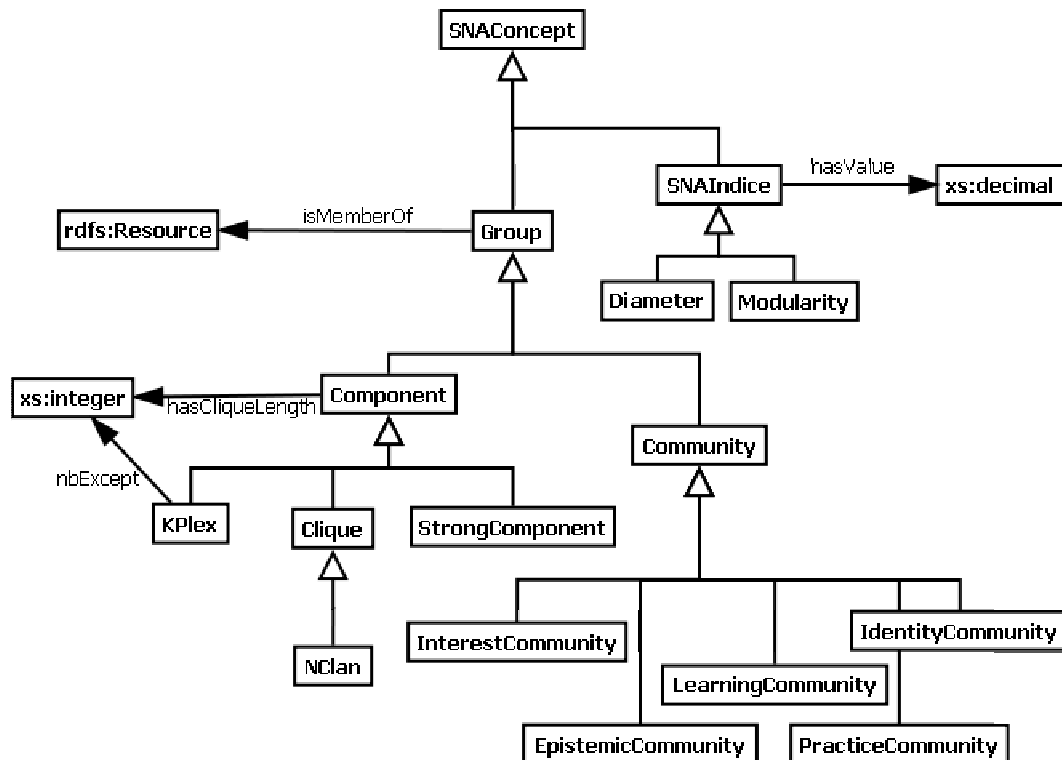 SNAConcept
hasValue
SNAIndice
xs:decimal
isMemberOf
rdfs:Resource
Group
Diameter
Modularity
xs:integer
hasCliqueLength
Component
Community
nbExcept
KPlex
Clique
StrongComponent
InterestCommunity
IdentityCommunity
NClan
LearningCommunity
EpistemicCommunity
PracticeCommunity